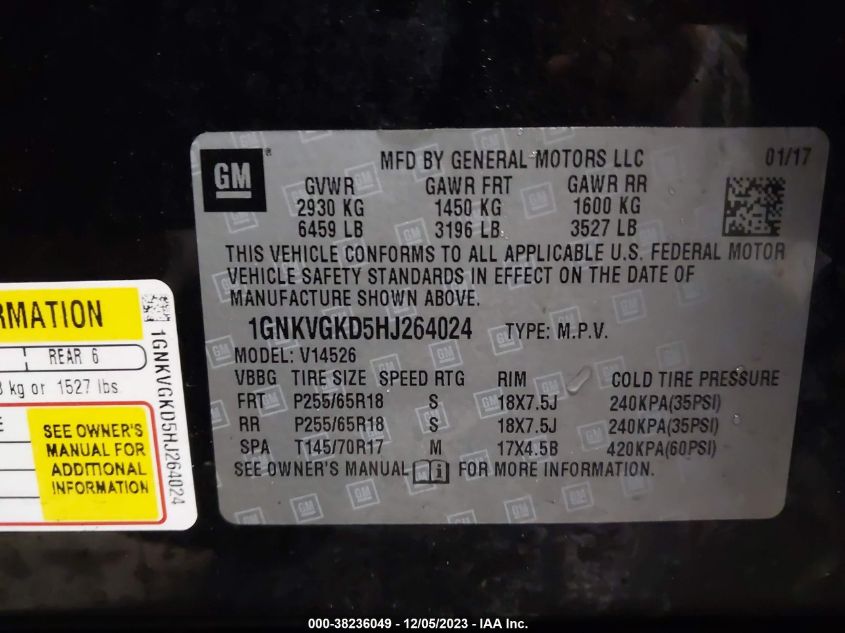 GM
MFD BY GENERAL MOTORS LLC 01/17
GVWR GAWR FRT GAWR RR
2930 KG 1450 KG 1600 KG
6459 LB 3196 LB 3527 LB
THIS VEHICLE CONFORMS TO ALL APPLICABLE U.S. FEDERAL MOTOR
VEHICLE SAFETY STANDARDS IN EFFECT ON THE DATE OF
MANUFACTURE SHOWN ABOVE.
1GNKVGKD5HJ264024 TYPE: M.P.V.
MODEL: V14526
VBBG TIRE SIZE SPEED RTG RIM COLD TIRE PRESSURE
FRT P255/65R18 S 18X7.5J 240KPA(35PSI)
RR P255/65R18 S 18X7.5J 240KPA(35PSI)
SPA T145/70R17 M 17X4.5B 420KPA(60PSI)
SEE OWNER'S MANUAL FOR MORE INFORMATION.
RMATION
REAR 6
kg or 1527 lbs.
SEE OWNER'S
MANUAL FOR
ADDITIONAL
INFORMATION
1GNKVGKD5HJ264024
000-38236049 - 12/05/2023 - IAA Inc.